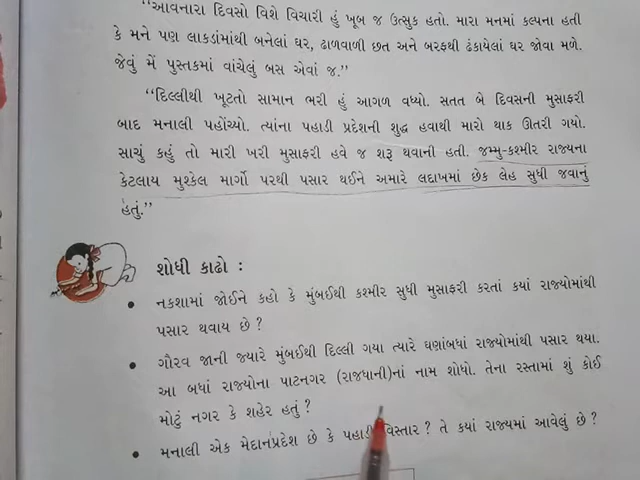 “આવનારા દિવસો વિશે વિચારી હું ખૂબ જ ઉત્સુક હતો. મારા મનમાં કલ્પના હતી
કે મને પણ લાકડાંમાંથી બનેલાં ઘર, ઢાળવાળી છત અને બરફથી ઢંકાયેલાં ઘર જોવા મળે.
જેવું મેં પુસ્તકમાં વાંચેલું બસ એવાં જ.”
“દિલ્લીથી ખૂટતો સામાન ભરી હું આગળ વધ્યો. સતત બે દિવસની મુસાફરી
બાદ મનાલી પહોંચ્યો. ત્યાંના પહાડી પ્રદેશની શુદ્ધ હવાથી મારો થાક ઊતરી ગયો.
સાચું કહું તો મારી ખરી મુસાફરી હવે જ શરૂ થવાની હતી. જમ્મુ-કશ્મીર રાજ્યના
કેટલાય મુશ્કેલ માર્ગો પરથી પસાર થઈને અમારે લદાખમાં છેક લેહ સુધી જવાનું
હતું.”
શોધી કાઢો :
• નકશામાં જોઈને કહો કે મુંબઈથી કશ્મીર સુધી મુસાફરી કરતાં કયાં રાજ્યોમાંથી
પસાર થવાય છે ?
• ગૌરવ જાની જ્યારે મુંબઈથી દિલ્લી ગયા ત્યારે ઘણાંબધાં રાજ્યોમાંથી પસાર થયા.
આ બધાં રાજ્યોના પાટનગર (રાજધાની)નાં નામ શોધો. તેના રસ્તામાં શું કોઈ
મોટું નગર કે શહેર હતું ?
• મનાલી એક મેદાનપ્રદેશ છે કે પહાડી વિસ્તાર ? તે કયાં રાજ્યમાં આવેલું છે ?